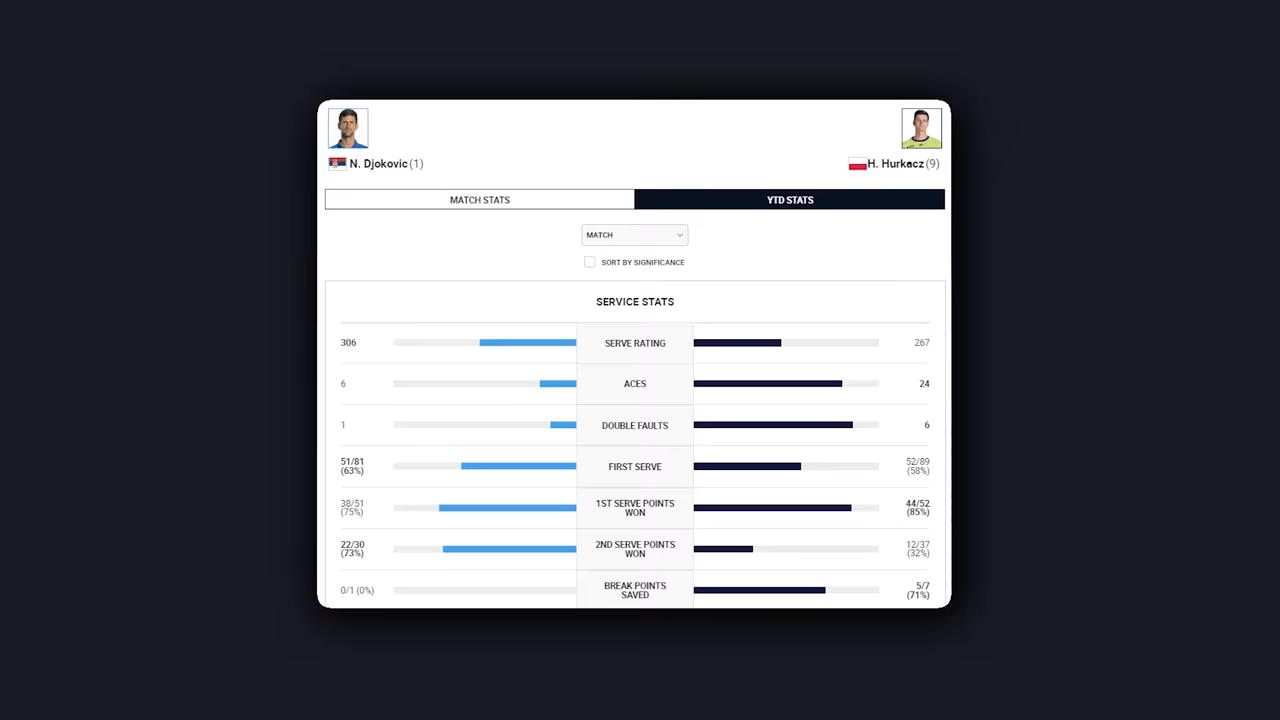 N. Djokovic (1)
H. Hurkacz (9)
MATCH STATS
YTD STATS
MATCH
SORT BY SIGNIFICANCE
SERVICE STATS
306
SERVE RATING
267
6
ACES
24
1
DOUBLE FAULTS
6
51/81
(63%)
FIRST SERVE
52/89
(58%)
38/51
(75%)
1ST SERVE POINTS
WON
44/52
(85%)
22/30
(73%)
2ND SERVE POINTS
WON
12/37
(32%)
0/1 (0%)
BREAK POINTS
SAVED
5/7
(71%)